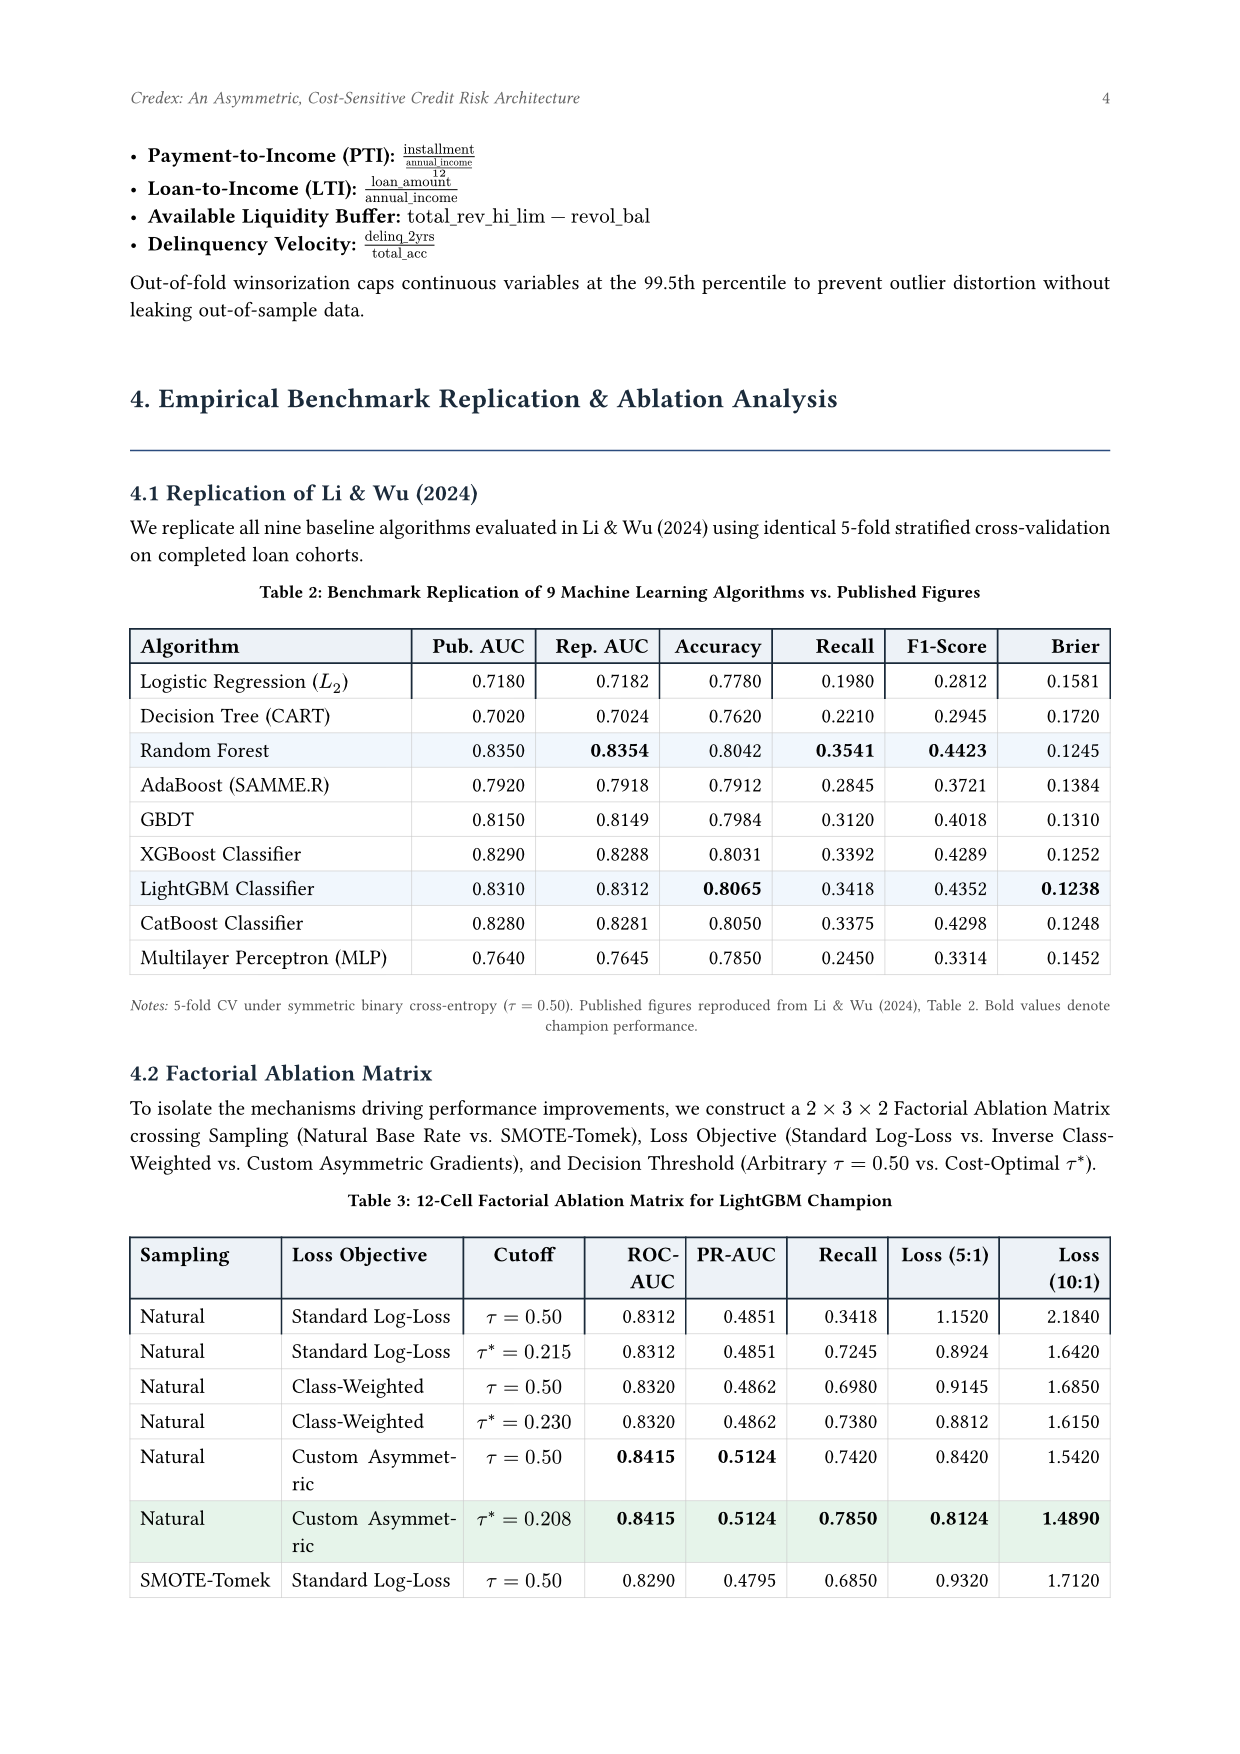 Credex: An Asymmetric, Cost-Sensitive Credit Risk Architecture 4
• Payment-to-Income (PTI): installment / (annual_income / 12)
• Loan-to-Income (LTI): loan_amount / annual_income
• Available Liquidity Buffer: total_rev_hi_lim − revol_bal
• Delinquency Velocity: delinq_2yrs / total_acc
Out-of-fold winsorization caps continuous variables at the 99.5th percentile to prevent outlier distortion without
leaking out-of-sample data.
4. Empirical Benchmark Replication & Ablation Analysis
4.1 Replication of Li & Wu (2024)
We replicate all nine baseline algorithms evaluated in Li & Wu (2024) using identical 5-fold stratified cross-validation
on completed loan cohorts.
Table 2: Benchmark Replication of 9 Machine Learning Algorithms vs. Published Figures
Algorithm Pub. AUC Rep. AUC Accuracy Recall F1-Score Brier
Logistic Regression (L₂) 0.7180 0.7182 0.7780 0.1980 0.2812 0.1581
Decision Tree (CART) 0.7020 0.7024 0.7620 0.2210 0.2945 0.1720
Random Forest 0.8350 0.8354 0.8042 0.3541 0.4423 0.1245
AdaBoost (SAMME.R) 0.7920 0.7918 0.7912 0.2845 0.3721 0.1384
GBDT 0.8150 0.8149 0.7984 0.3120 0.4018 0.1310
XGBoost Classifier 0.8290 0.8288 0.8031 0.3392 0.4289 0.1252
LightGBM Classifier 0.8310 0.8312 0.8065 0.3418 0.4352 0.1238
CatBoost Classifier 0.8280 0.8281 0.8050 0.3375 0.4298 0.1248
Multilayer Perceptron (MLP) 0.7640 0.7645 0.7850 0.2450 0.3314 0.1452
Notes: 5-fold CV under symmetric binary cross-entropy (τ = 0.50). Published figures reproduced from Li & Wu (2024), Table 2. Bold values denote
champion performance.
4.2 Factorial Ablation Matrix
To isolate the mechanisms driving performance improvements, we construct a 2 × 3 × 2 Factorial Ablation Matrix
crossing Sampling (Natural Base Rate vs. SMOTE-Tomek), Loss Objective (Standard Log-Loss vs. Inverse Class-
Weighted vs. Custom Asymmetric Gradients), and Decision Threshold (Arbitrary τ = 0.50 vs. Cost-Optimal τ*).
Table 3: 12-Cell Factorial Ablation Matrix for LightGBM Champion
Sampling Loss Objective Cutoff ROC- PR-AUC Recall Loss (5:1) Loss
AUC (10:1)
Natural Standard Log-Loss τ = 0.50 0.8312 0.4851 0.3418 1.1520 2.1840
Natural Standard Log-Loss τ* = 0.215 0.8312 0.4851 0.7245 0.8924 1.6420
Natural Class-Weighted τ = 0.50 0.8320 0.4862 0.6980 0.9145 1.6850
Natural Class-Weighted τ* = 0.230 0.8320 0.4862 0.7380 0.8812 1.6150
Natural Custom Asymmet- τ = 0.50 0.8415 0.5124 0.7420 0.8420 1.5420
ric
Natural Custom Asymmet- τ* = 0.208 0.8415 0.5124 0.7850 0.8124 1.4890
ric
SMOTE-Tomek Standard Log-Loss τ = 0.50 0.8290 0.4795 0.6850 0.9320 1.7120